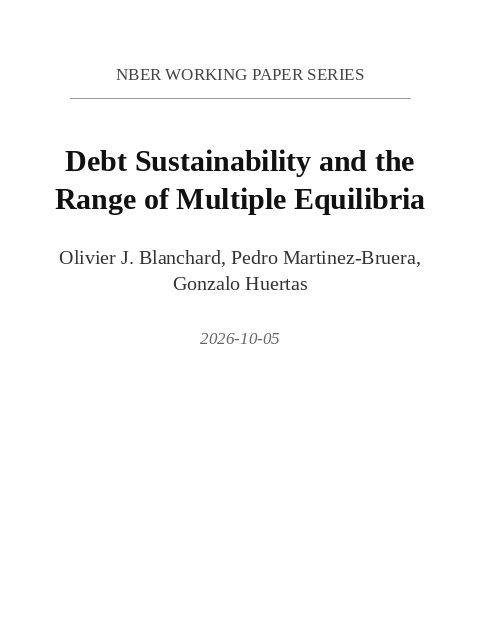 NBER WORKING PAPER SERIES
Debt Sustainability and the
Range of Multiple Equilibria
Olivier J. Blanchard, Pedro Martinez-Bruera,
Gonzalo Huertas
2026-10-05